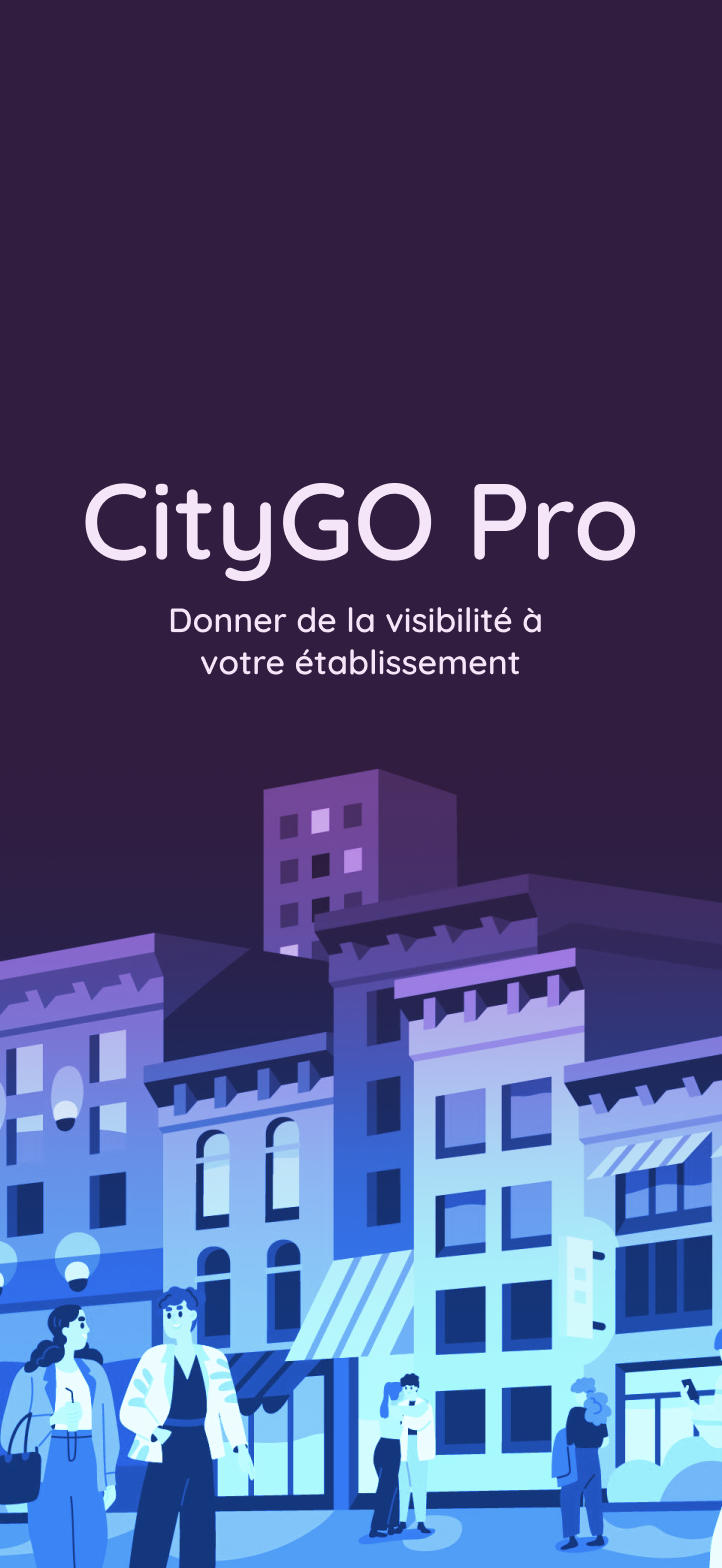 CityGO Pro
Donner de la visibilité à
votre établissement